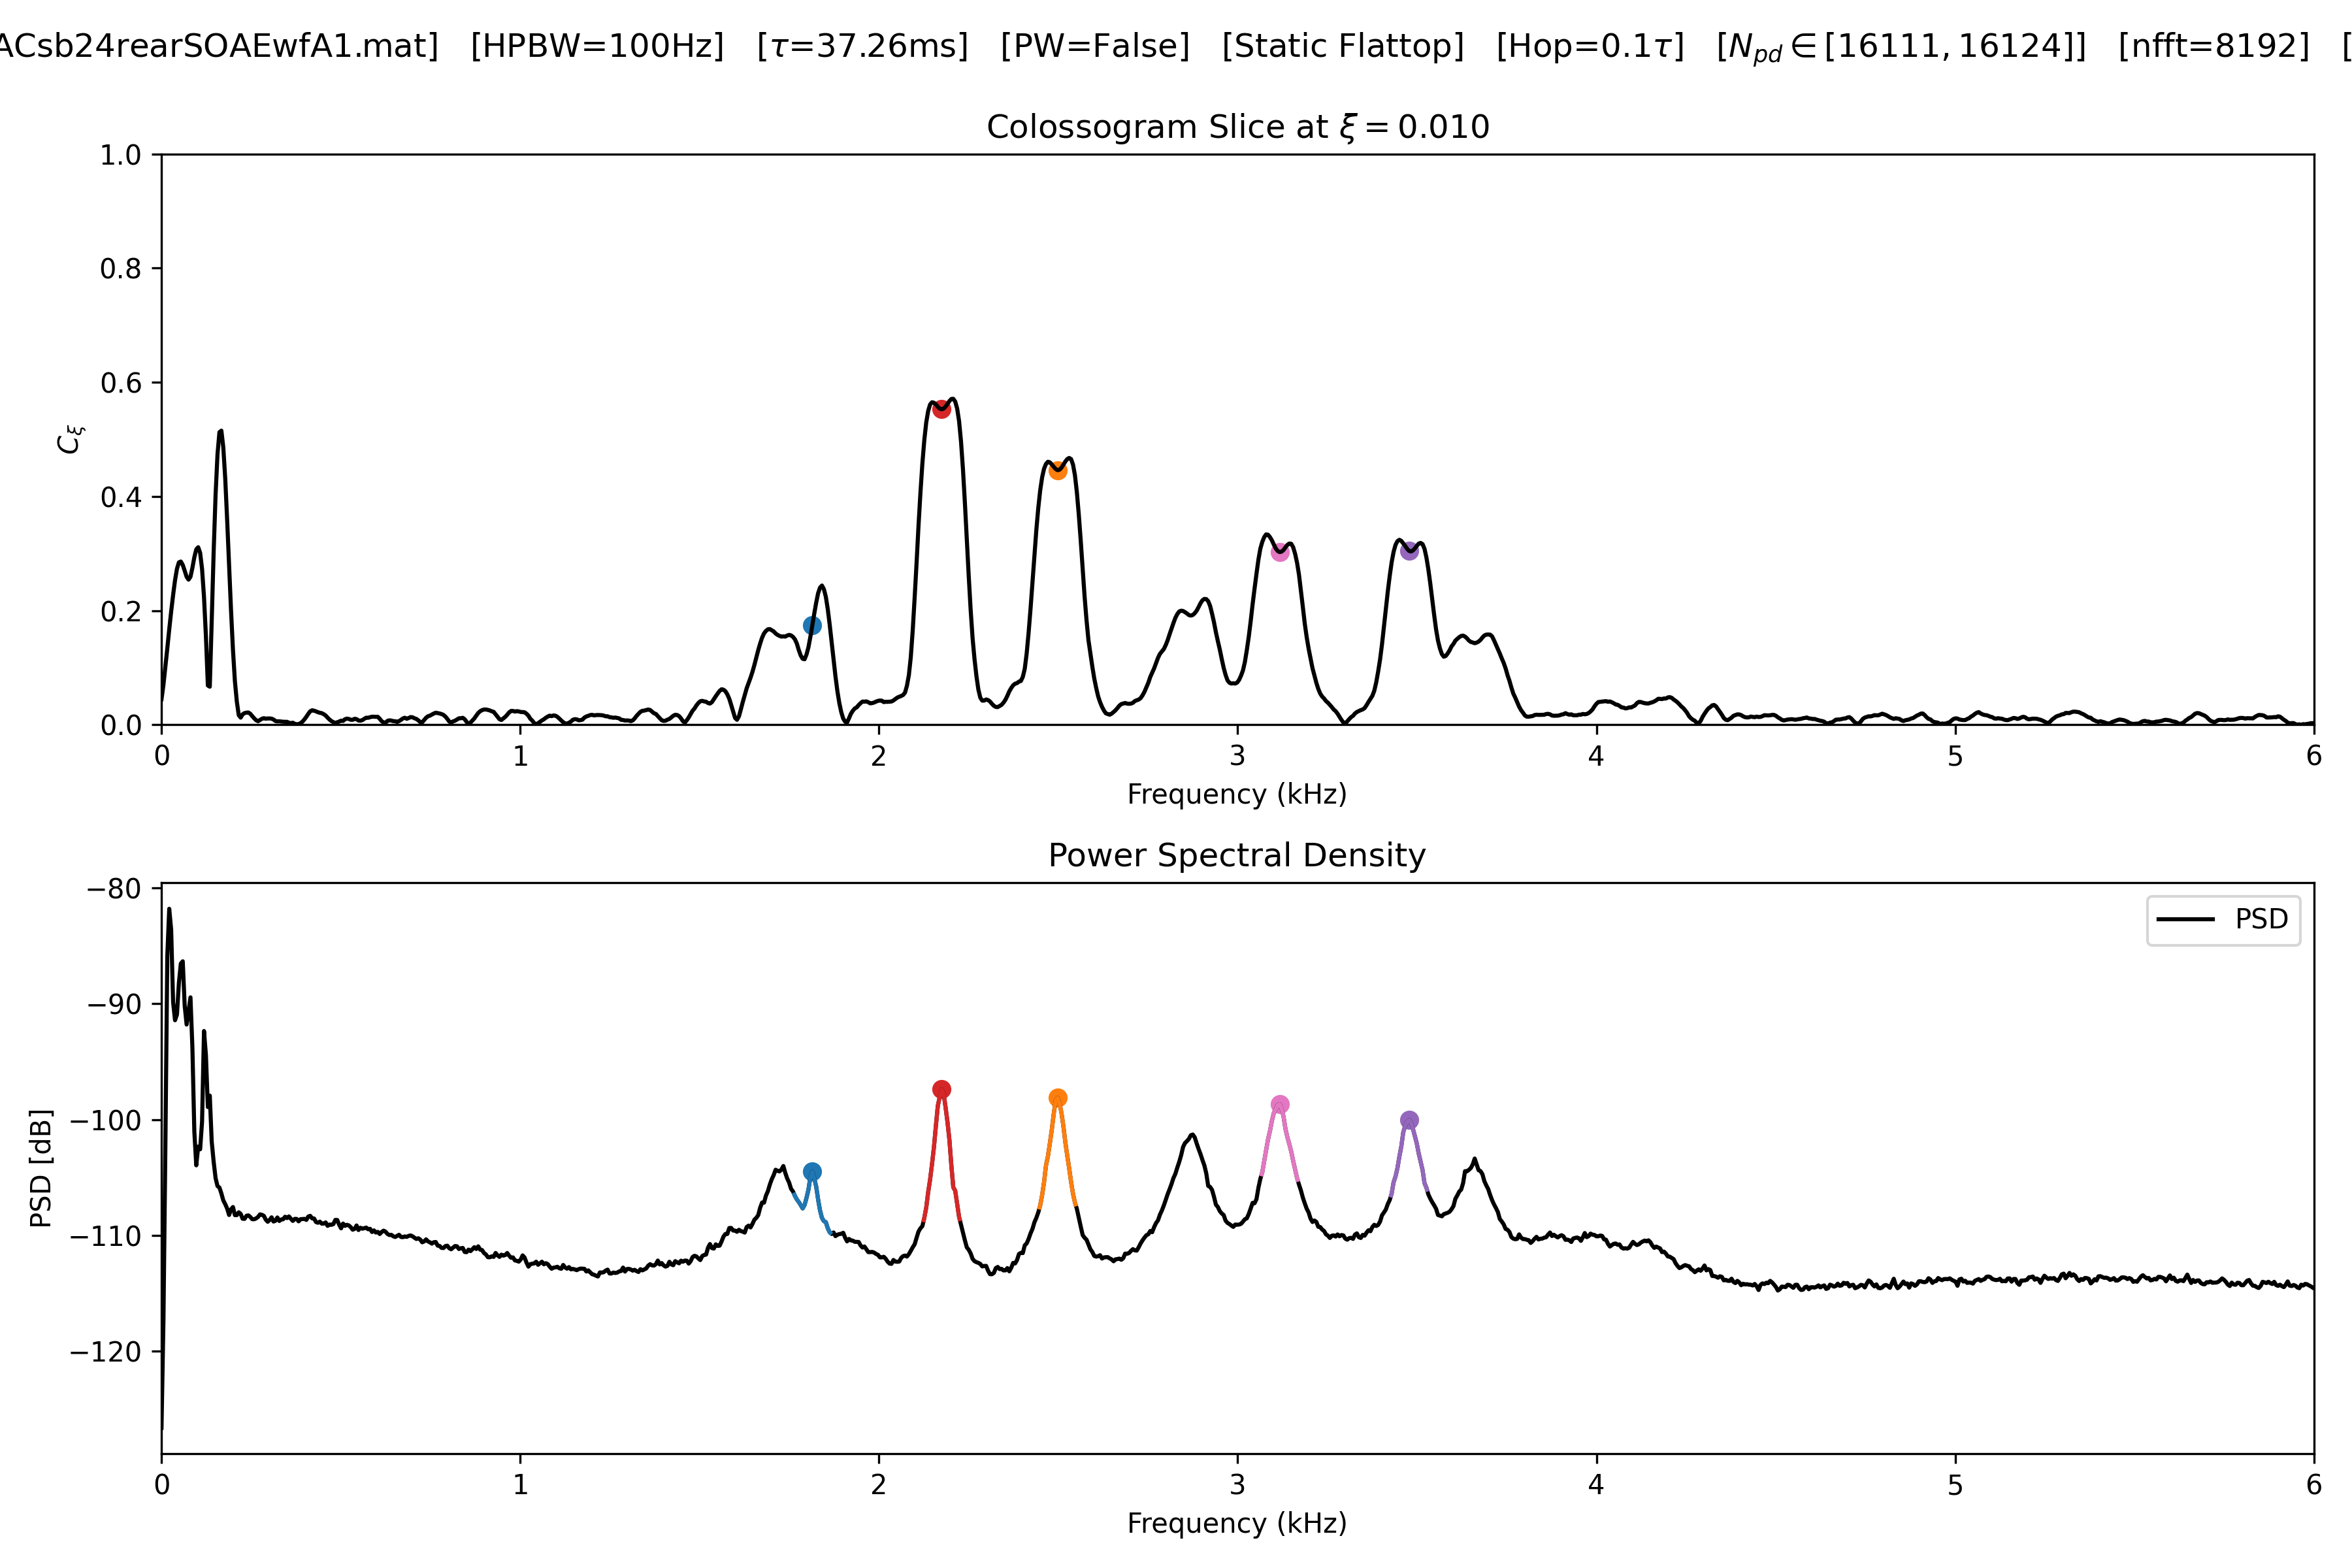 ACsb24rearSOAEwfA1.mat] [HPBW=100Hz] [τ=37.26ms] [PW=False] [Static Flattop] [Hop=0.1τ] [N_pd ∈ [16111, 16124]] [nfft=8192] [
Colossogram Slice at ξ = 0.010
1.0
0.8
0.6
0.4
0.2
0.0
C_ξ
0 1 2 3 4 5 6
Frequency (kHz)
Power Spectral Density
−80
−90
−100
−110
−120
PSD [dB]
PSD
0 1 2 3 4 5 6
Frequency (kHz)